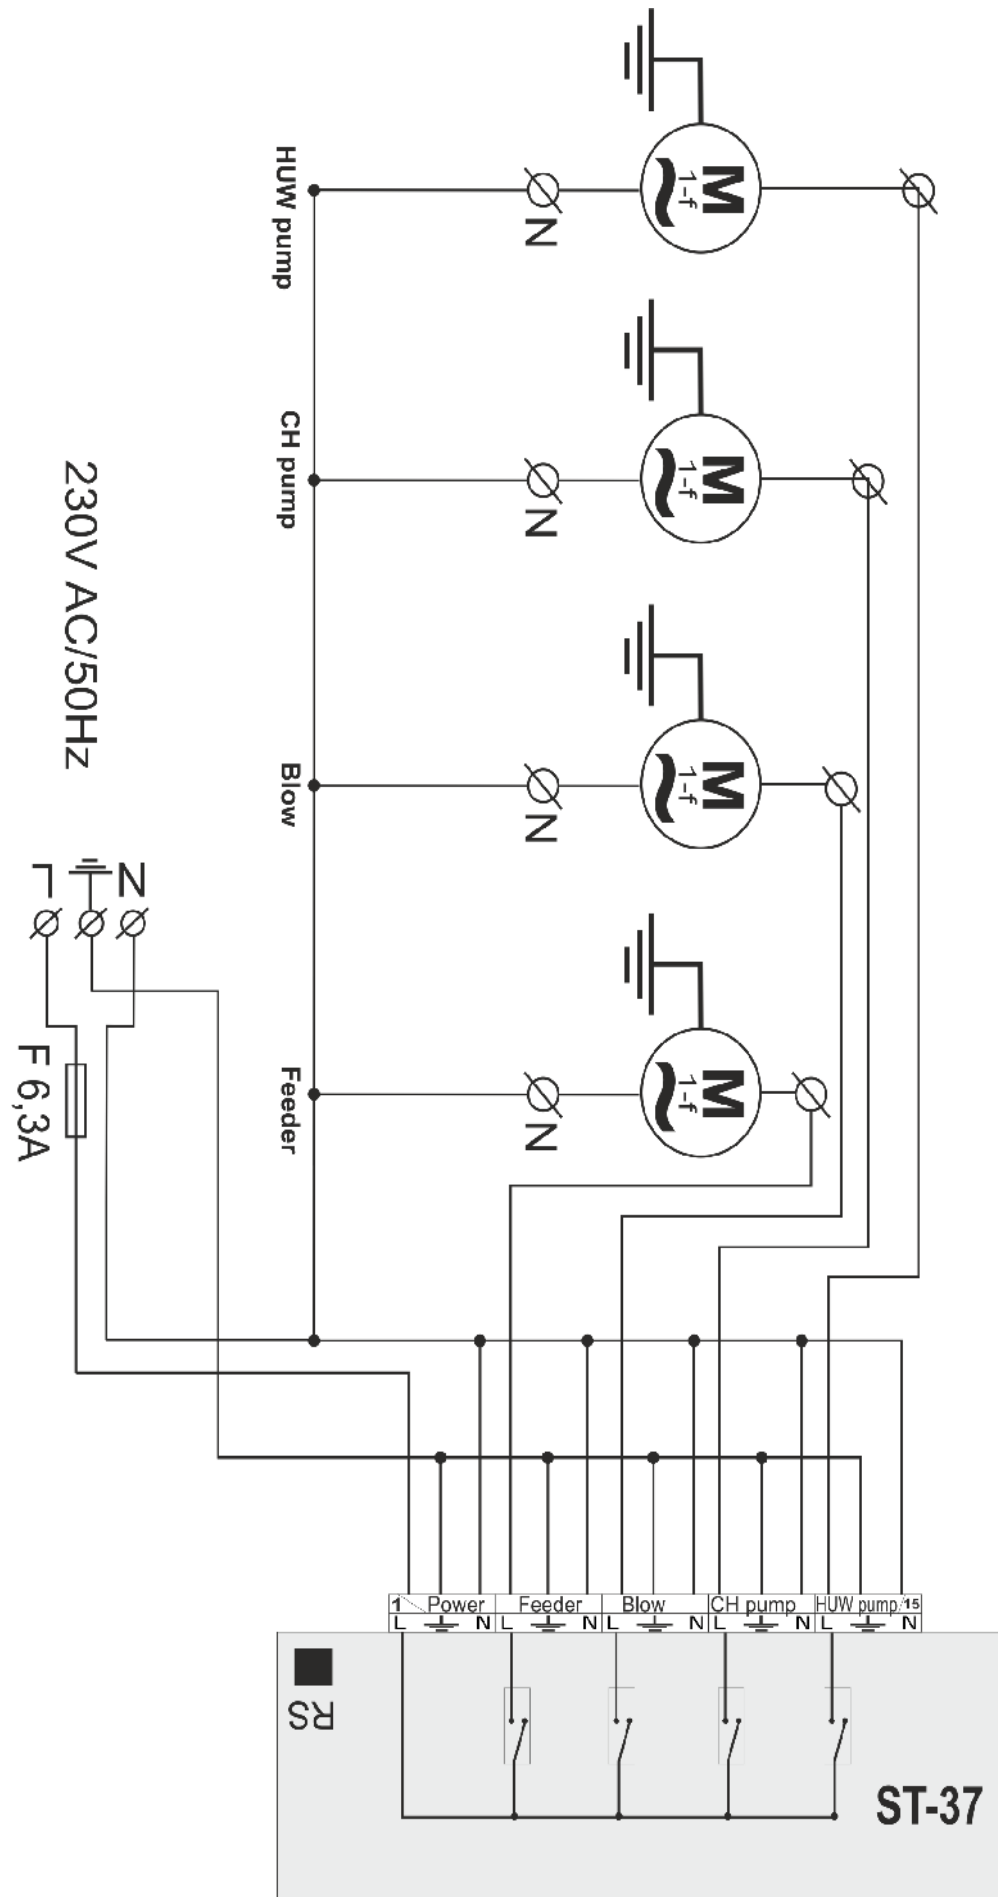 HUW pump
M
1-f
N
CH pump
M
1-f
N
230V AC/50Hz
Blow
M
1-f
N
L
N
F 6,3A
Feeder
M
1-f
N
1 Power Feeder Blow CH pump HUW pump 15
L N L N L N L N L N
RS
ST-37